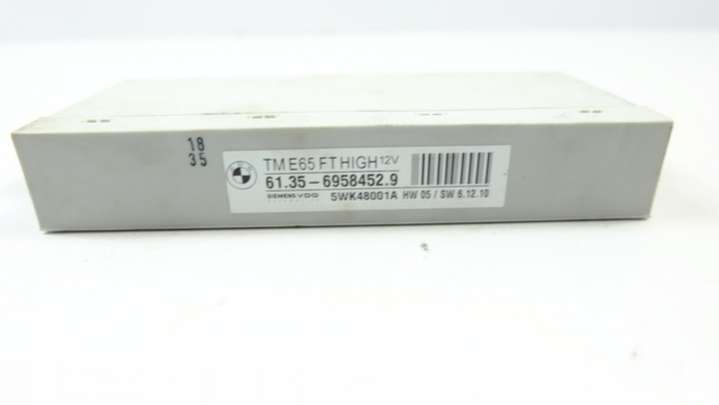 18
35
TM E65 FT HIGH 12V
61.35-6958452.9
SIEMENS VDO
5WK48001A HW 05 / SW 6.12.10